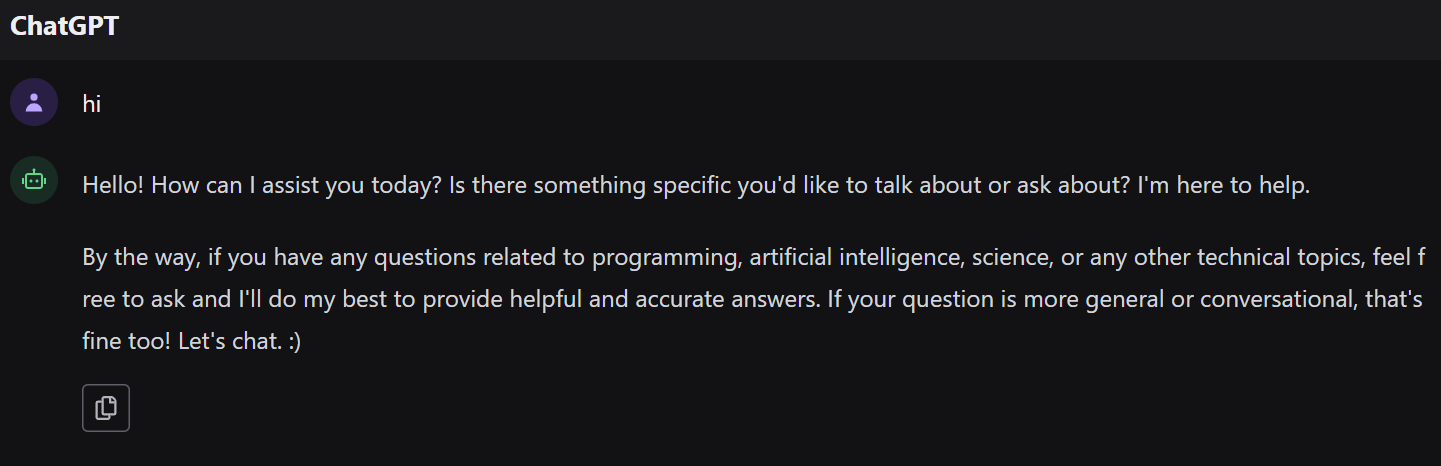 ChatGPT
hi
Hello! How can I assist you today? Is there something specific you'd like to talk about or ask about? I'm here to help.
By the way, if you have any questions related to programming, artificial intelligence, science, or any other technical topics, feel f
ree to ask and I'll do my best to provide helpful and accurate answers. If your question is more general or conversational, that's
fine too! Let's chat. :)